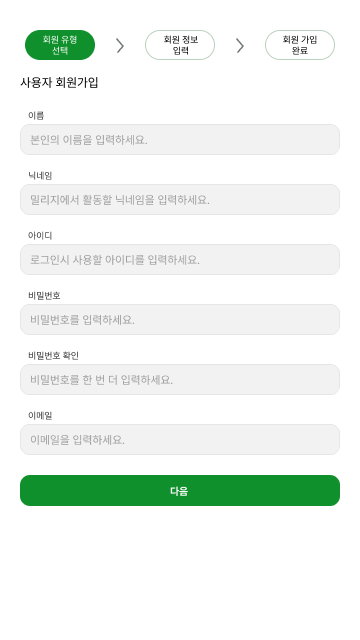 회원 유형
선택
회원 정보
입력
회원 가입
완료
사용자 회원가입
이름
본인의 이름을 입력하세요.
닉네임
밀리지에서 활동할 닉네임을 입력하세요.
아이디
로그인시 사용할 아이디를 입력하세요.
비밀번호
비밀번호를 입력하세요.
비밀번호 확인
비밀번호를 한 번 더 입력하세요.
이메일
이메일을 입력하세요.
다음